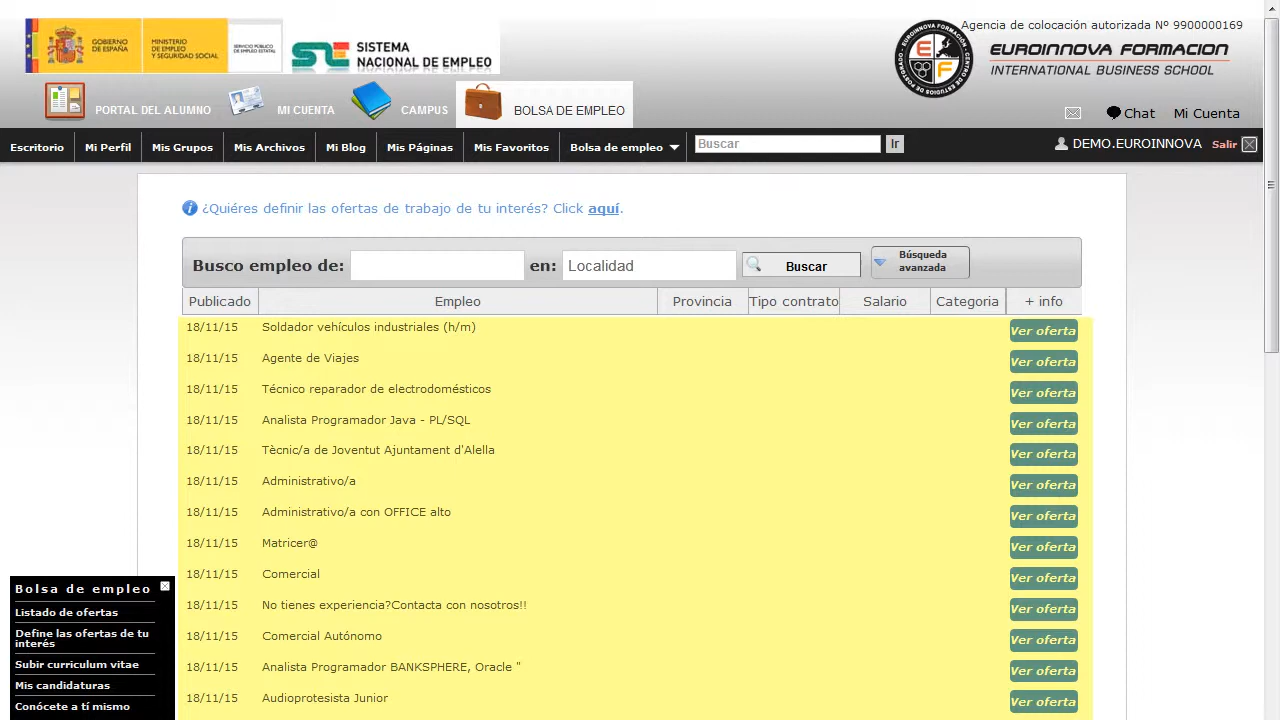 GOBIERNO DE ESPAÑA
MINISTERIO DE EMPLEO Y SEGURIDAD SOCIAL
SERVICIO PÚBLICO DE EMPLEO ESTATAL
SISTEMA NACIONAL DE EMPLEO
Agencia de colocación autorizada Nº 9900000169
EUROINNOVA FORMACION
INTERNATIONAL BUSINESS SCHOOL
PORTAL DEL ALUMNO
MI CUENTA
CAMPUS
BOLSA DE EMPLEO
Chat
Mi Cuenta
Escritorio
Mi Perfil
Mis Grupos
Mis Archivos
Mi Blog
Mis Páginas
Mis Favoritos
Bolsa de empleo
Buscar
Ir
DEMO.EUROINNOVA
Salir
¿Quiéres definir las ofertas de trabajo de tu interés? Click aquí.
Busco empleo de:
en:
Localidad
Buscar
Búsqueda avanzada
Publicado Empleo Provincia Tipo contrato Salario Categoria + info
18/11/15 Soldador vehículos industriales (h/m) Ver oferta
18/11/15 Agente de Viajes Ver oferta
18/11/15 Técnico reparador de electrodomésticos Ver oferta
18/11/15 Analista Programador Java - PL/SQL Ver oferta
18/11/15 Tècnic/a de Joventut Ajuntament d'Alella Ver oferta
18/11/15 Administrativo/a Ver oferta
18/11/15 Administrativo/a con OFFICE alto Ver oferta
18/11/15 Matricer@ Ver oferta
18/11/15 Comercial Ver oferta
18/11/15 No tienes experiencia?Contacta con nosotros!! Ver oferta
18/11/15 Comercial Autónomo Ver oferta
18/11/15 Analista Programador BANKSPHERE, Oracle " Ver oferta
18/11/15 Audioprotesista Junior Ver oferta
Bolsa de empleo
Listado de ofertas
Define las ofertas de tu
interés
Subir curriculum vitae
Mis candidaturas
Conócete a tí mismo